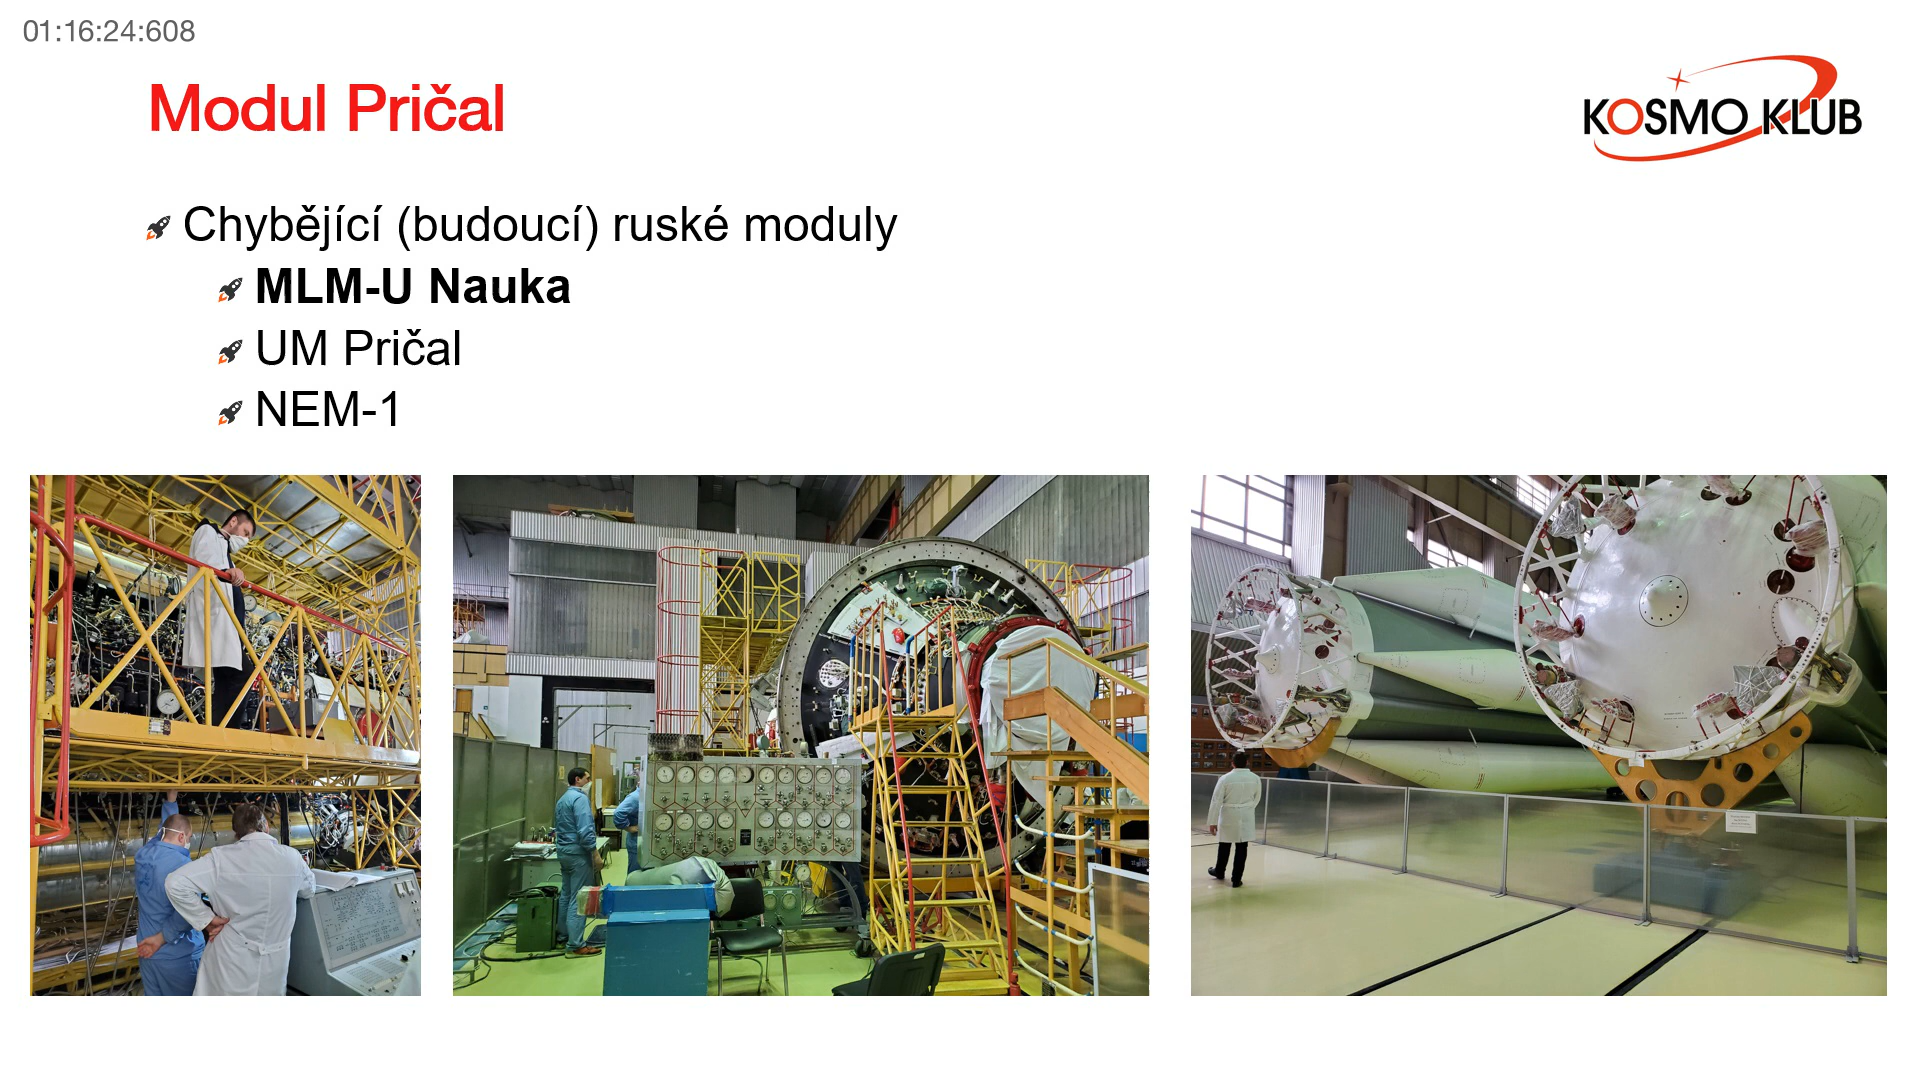 01:16:24:608
Modul Pričal
KOSMO KLUB
Chybějící (budoucí) ruské moduly
MLM-U Nauka
UM Pričal
NEM-1